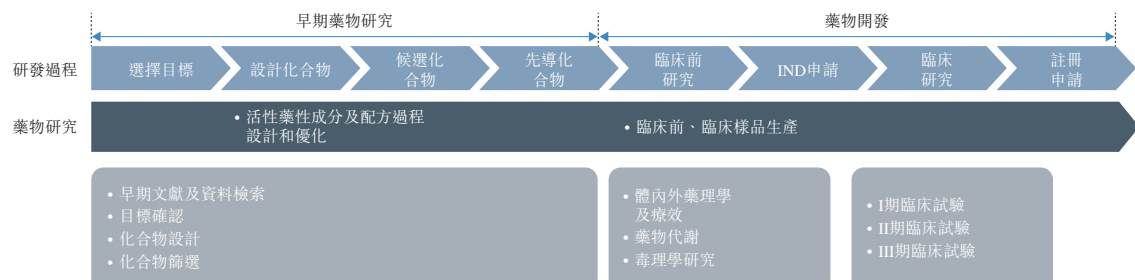 早期藥物研究
藥物開發
研發過程
選擇目標
設計化合物
候選化
合物
先導化
合物
臨床前
研究
IND申請
臨床
研究
註冊
申請
藥物研究
• 活性藥性成分及配方過程
設計和優化
• 臨床前、臨床樣品生產
• 早期文獻及資料檢索
• 目標確認
• 化合物設計
• 化合物篩選
• 體內外藥理學
及療效
• 藥物代謝
• 毒理學研究
• I期臨床試驗
• II期臨床試驗
• III期臨床試驗